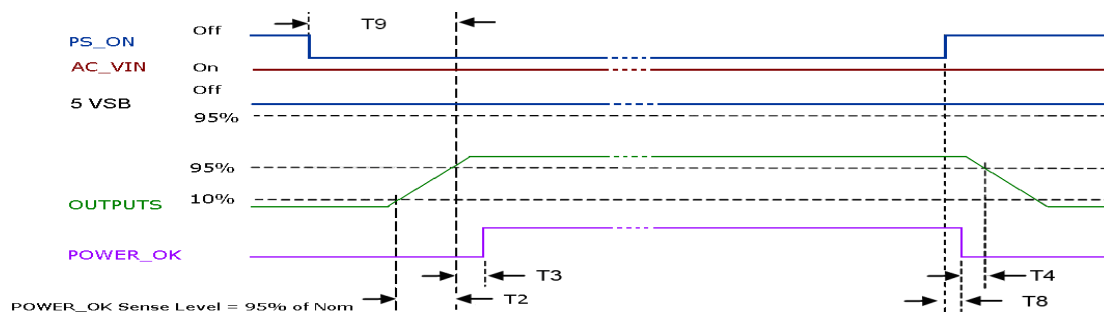 Off
T9
PS_ON
AC_VIN
On
Off
5 VSB
95%
95%
10%
OUTPUTS
POWER_OK
T3
T4
POWER_OK Sense Level = 95% of Nom
T2
T8